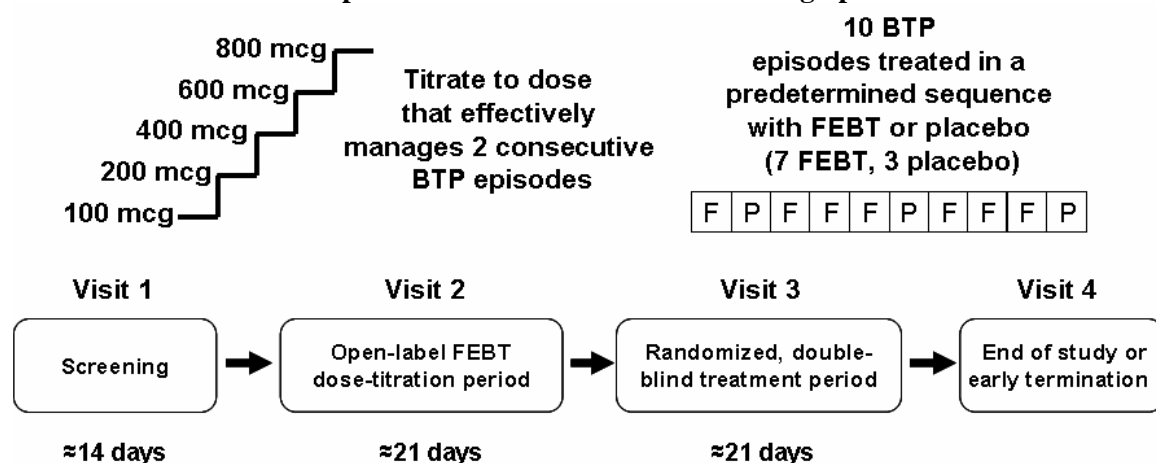 800 mcg
600 mcg
400 mcg
200 mcg
100 mcg
Titrate to dose
that effectively
manages 2 consecutive
BTP episodes
10 BTP
episodes treated in a
predetermined sequence
with FEBT or placebo
(7 FEBT, 3 placebo)
F P F F F P F F F P
Visit 1
Visit 2
Visit 3
Visit 4
Screening
Open-label FEBT
dose-titration period
Randomized, double-
blind treatment period
End of study or
early termination
≈14 days
≈21 days
≈21 days